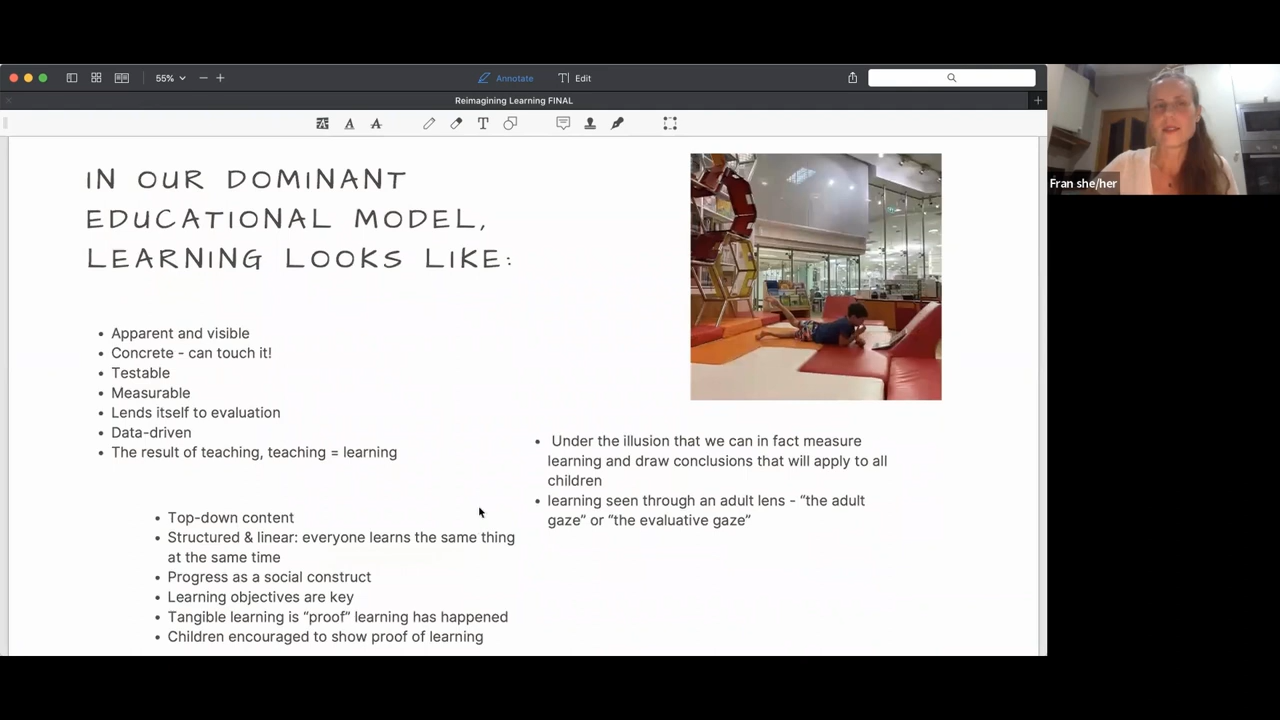 55%
Annotate
Edit
Reimagining Learning FINAL
T
IN OUR DOMINANT
EDUCATIONAL MODEL,
LEARNING LOOKS LIKE:
• Apparent and visible
• Concrete - can touch it!
• Testable
• Measurable
• Lends itself to evaluation
• Data-driven
• The result of teaching, teaching = learning
• Top-down content
• Structured & linear: everyone learns the same thing
at the same time
• Progress as a social construct
• Learning objectives are key
• Tangible learning is “proof” learning has happened
• Children encouraged to show proof of learning
• Under the illusion that we can in fact measure
learning and draw conclusions that will apply to all
children
• learning seen through an adult lens - “the adult
gaze” or “the evaluative gaze”
Fran she/her